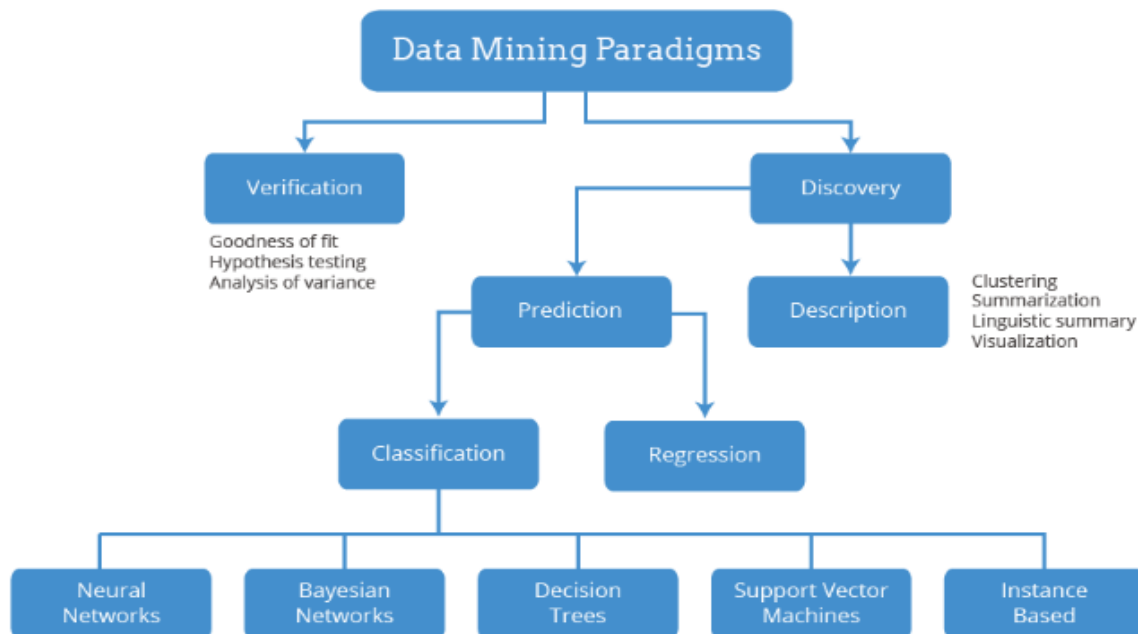 Data Mining Paradigms
Verification
Discovery
Goodness of fit
Hypothesis testing
Analysis of variance
Prediction
Description
Clustering
Summarization
Linguistic summary
Visualization
Classification
Regression
Neural
Networks
Bayesian
Networks
Decision
Trees
Support Vector
Machines
Instance
Based